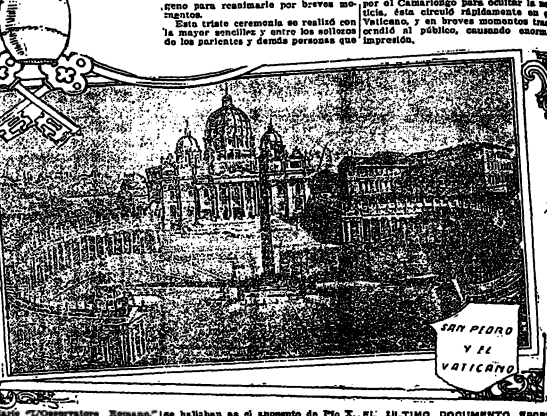 geno para reanimarle por breves mo-
mentos.
Esta triste ceremonia se realizó con
la mayor sencillez y entre los sollozos
de los parientes y demás personas que
por el Camarlengo para ocultar la
ticia, ésta circuló rápidamente en
Vaticano, y en breves momentos
cendió al público, causando
impresión.
SAN PEDRO
Y EL
VATICANO
"L'Osservatore Romano," se hallaban en el aposento de Pío X. EL ULTIMO DOCUMENTO